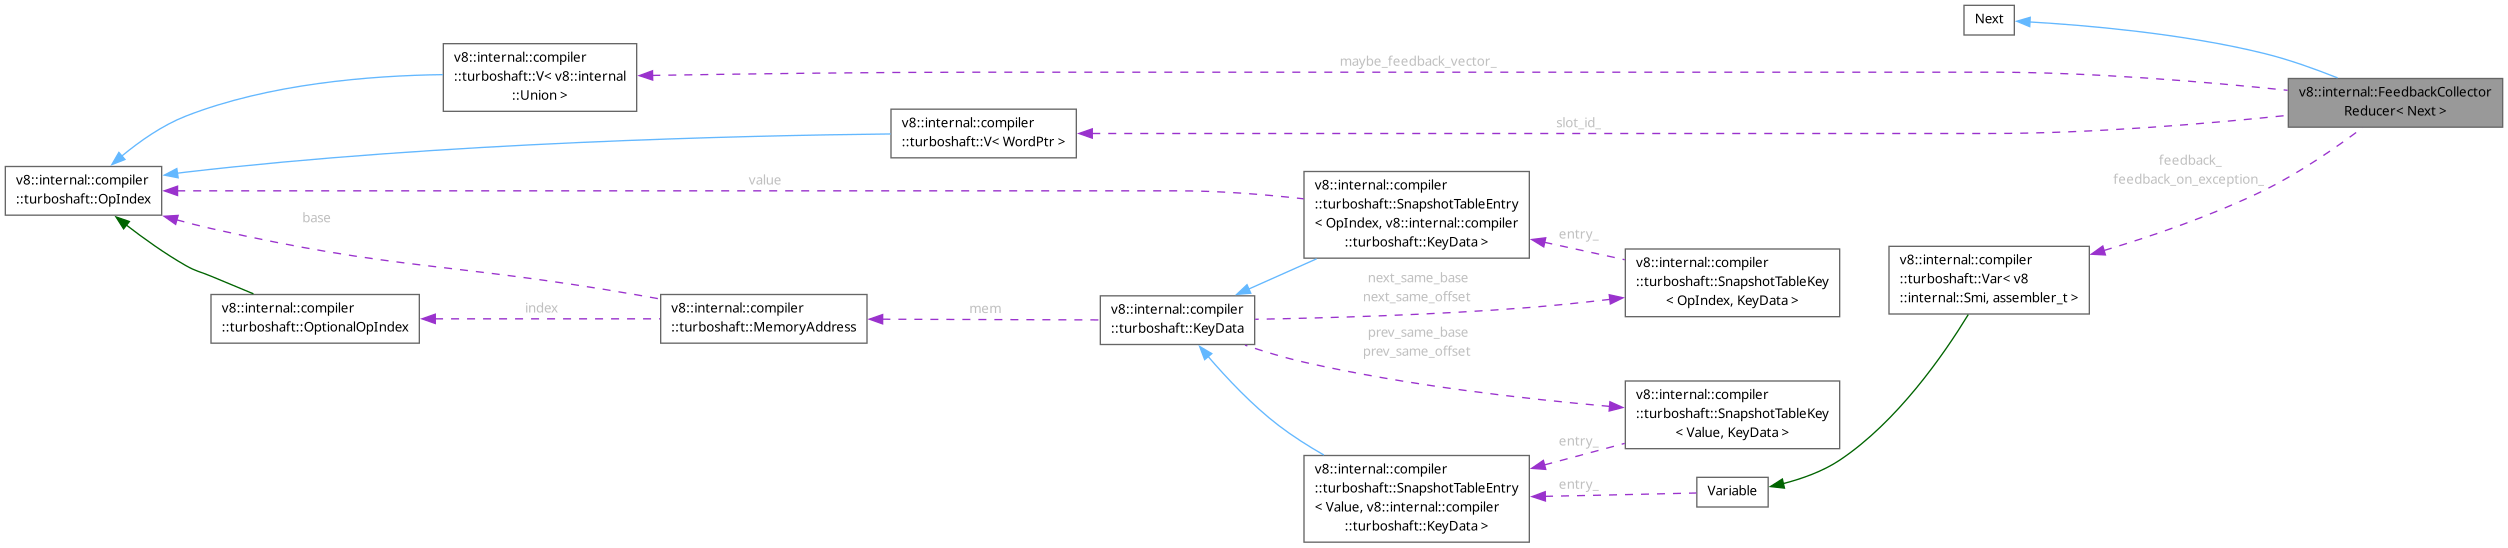 Next
v8::internal::compiler
::turboshaft::V< v8::internal
::Union >
maybe_feedback_vector_
v8::internal::FeedbackCollector
Reducer< Next >
v8::internal::compiler
::turboshaft::V< WordPtr >
slot_id_
feedback_
feedback_on_exception_
v8::internal::compiler
::turboshaft::OpIndex
value
v8::internal::compiler
::turboshaft::SnapshotTableEntry
< OpIndex, v8::internal::compiler
::turboshaft::KeyData >
base
entry_
v8::internal::compiler
::turboshaft::SnapshotTableKey
< OpIndex, KeyData >
v8::internal::compiler
::turboshaft::Var< v8
::internal::Smi, assembler_t >
next_same_base
next_same_offset
v8::internal::compiler
::turboshaft::OptionalOpIndex
index
v8::internal::compiler
::turboshaft::MemoryAddress
mem
v8::internal::compiler
::turboshaft::KeyData
prev_same_base
prev_same_offset
v8::internal::compiler
::turboshaft::SnapshotTableKey
< Value, KeyData >
entry_
v8::internal::compiler
::turboshaft::SnapshotTableEntry
< Value, v8::internal::compiler
::turboshaft::KeyData >
entry_
Variable